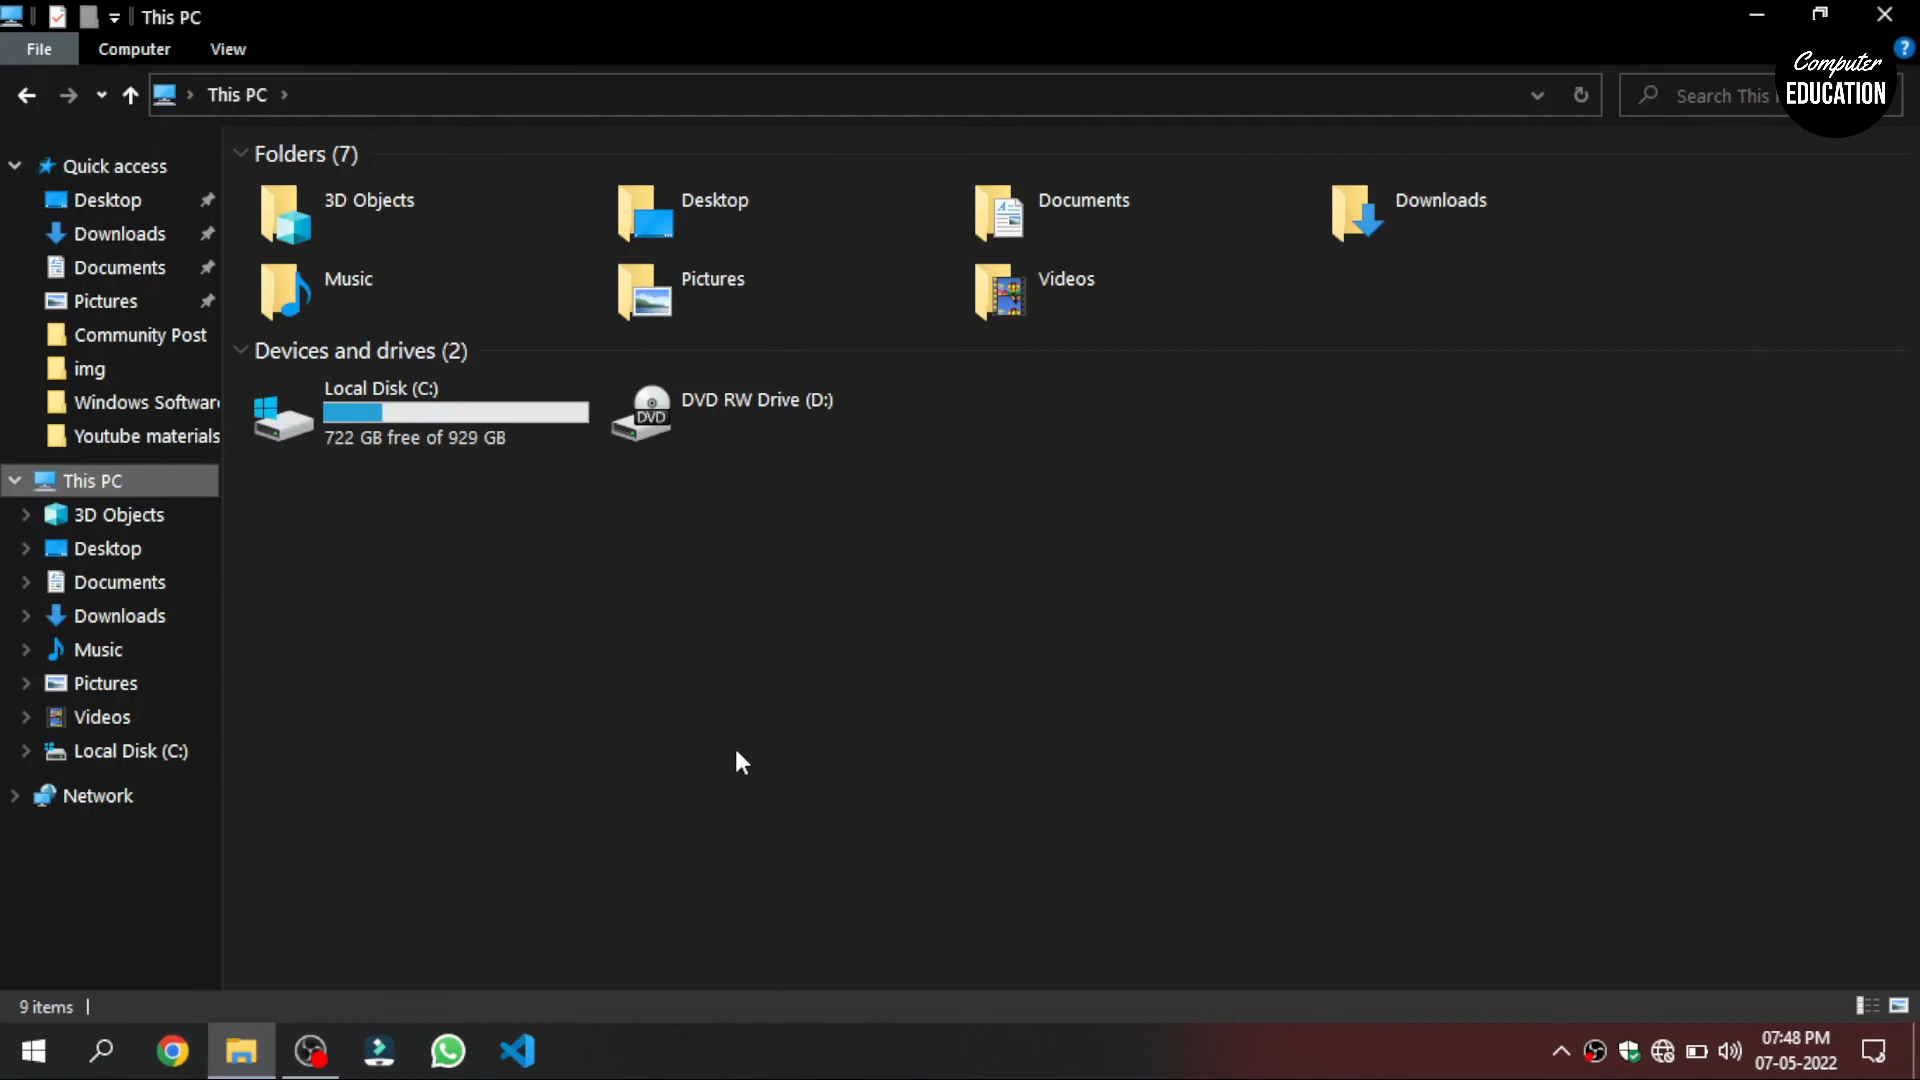 This PC
File Computer View
Computer
EDUCATION
This PC
Search This
Quick access
Desktop
Downloads
Documents
Pictures
Community Post
img
Windows Softwar
Youtube materials
This PC
3D Objects
Desktop
Documents
Downloads
Music
Pictures
Videos
Local Disk (C:)
Network
Folders (7)
3D Objects
Desktop
Documents
Downloads
Music
Pictures
Videos
Devices and drives (2)
Local Disk (C:)
722 GB free of 929 GB
DVD
DVD RW Drive (D:)
9 items
07:48 PM
07-05-2022